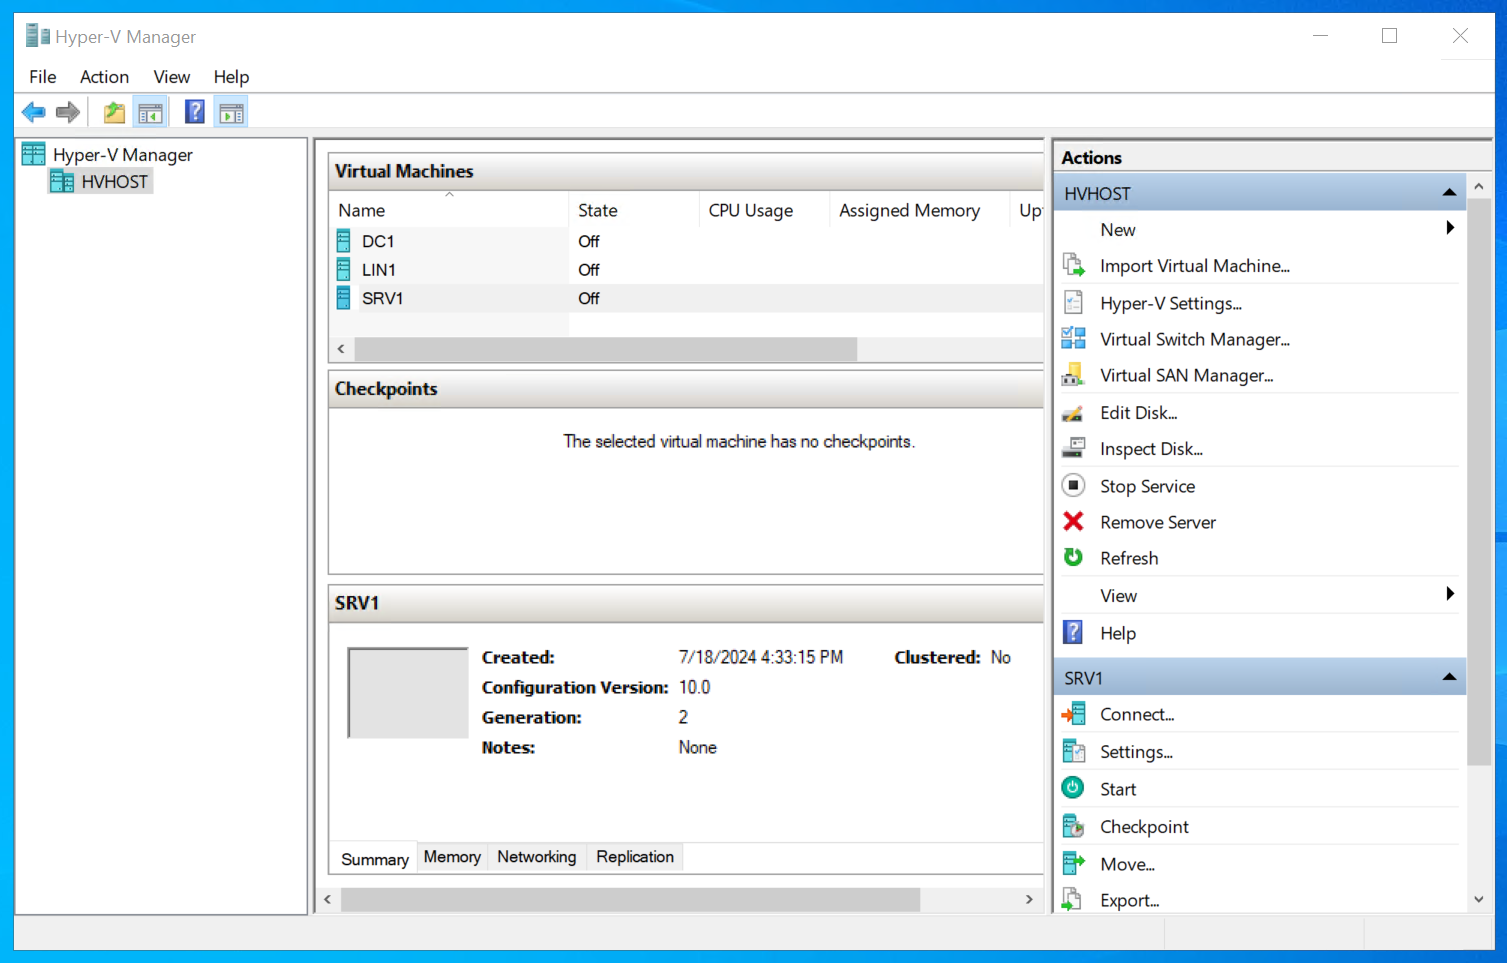 Hyper-V Manager
File Action View Help
Hyper-V Manager
HVHOST
Virtual Machines
Name State CPU Usage Assigned Memory Up
DC1 Off
LIN1 Off
SRV1 Off
Checkpoints
The selected virtual machine has no checkpoints.
SRV1
Created: 7/18/2024 4:33:15 PM Clustered: No
Configuration Version: 10.0
Generation: 2
Notes: None
Summary Memory Networking Replication
Actions
HVHOST
New
Import Virtual Machine...
Hyper-V Settings...
Virtual Switch Manager...
Virtual SAN Manager...
Edit Disk...
Inspect Disk...
Stop Service
Remove Server
Refresh
View
Help
SRV1
Connect...
Settings...
Start
Checkpoint
Move...
Export...